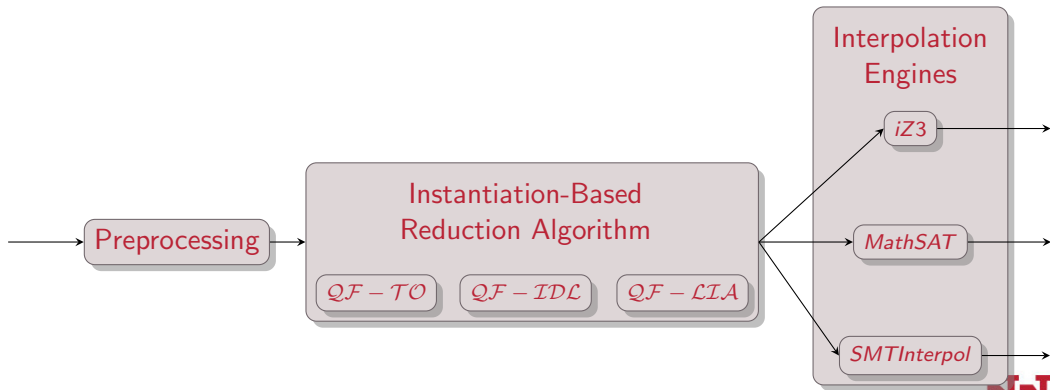 Interpolation
Engines
iZ3
Instantiation-Based
Reduction Algorithm
Preprocessing
MathSAT
QF − TO
QF − IDL
QF − LIA
SMTInterpol